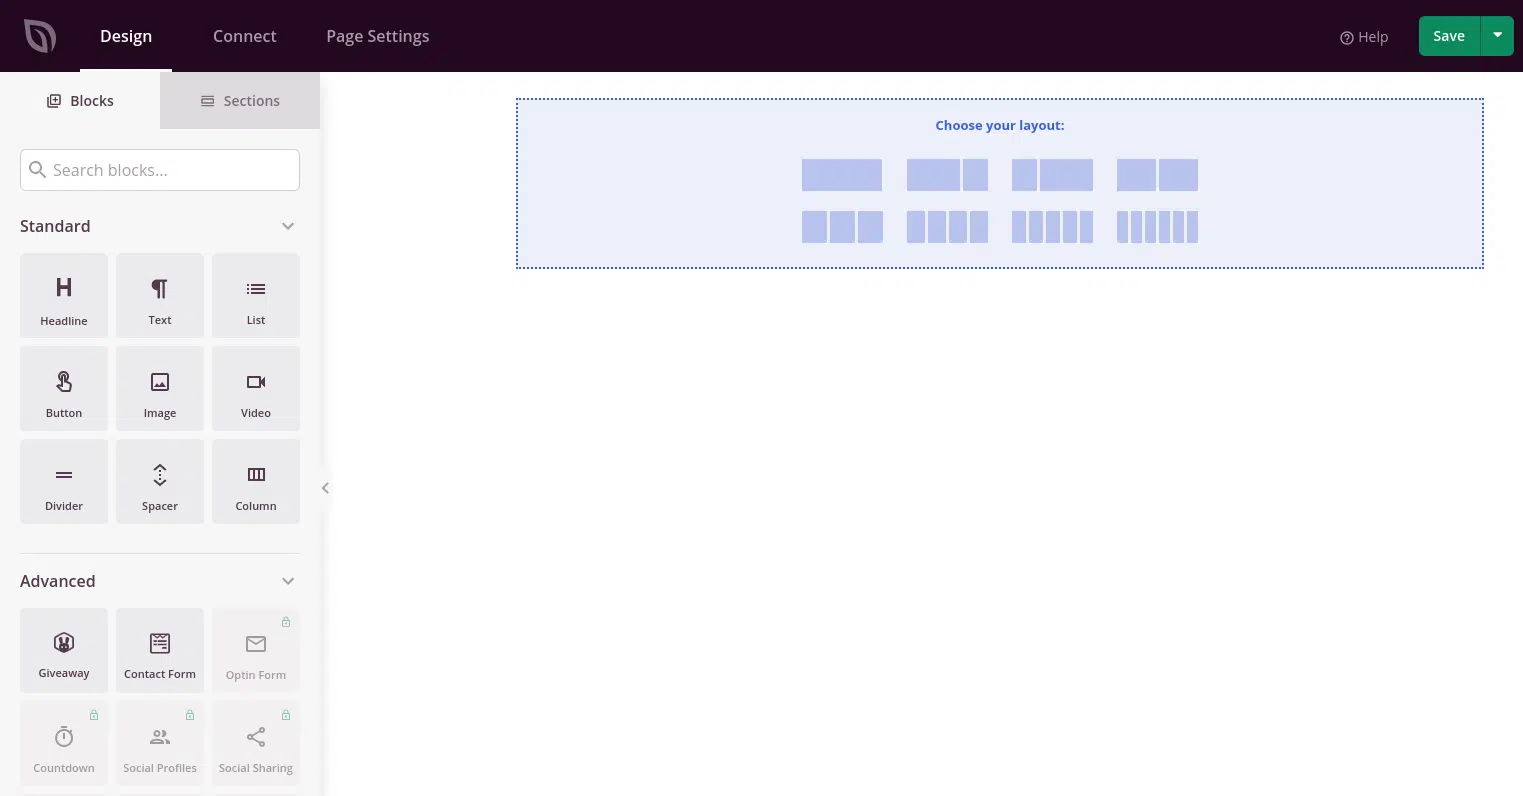 Design Connect Page Settings Help Save
Blocks Sections
Choose your layout:
Search blocks...
Standard
H
Headline Text List
Button Image Video
Divider Spacer Column
Advanced
Giveaway Contact Form Optin Form
Countdown Social Profiles Social Sharing